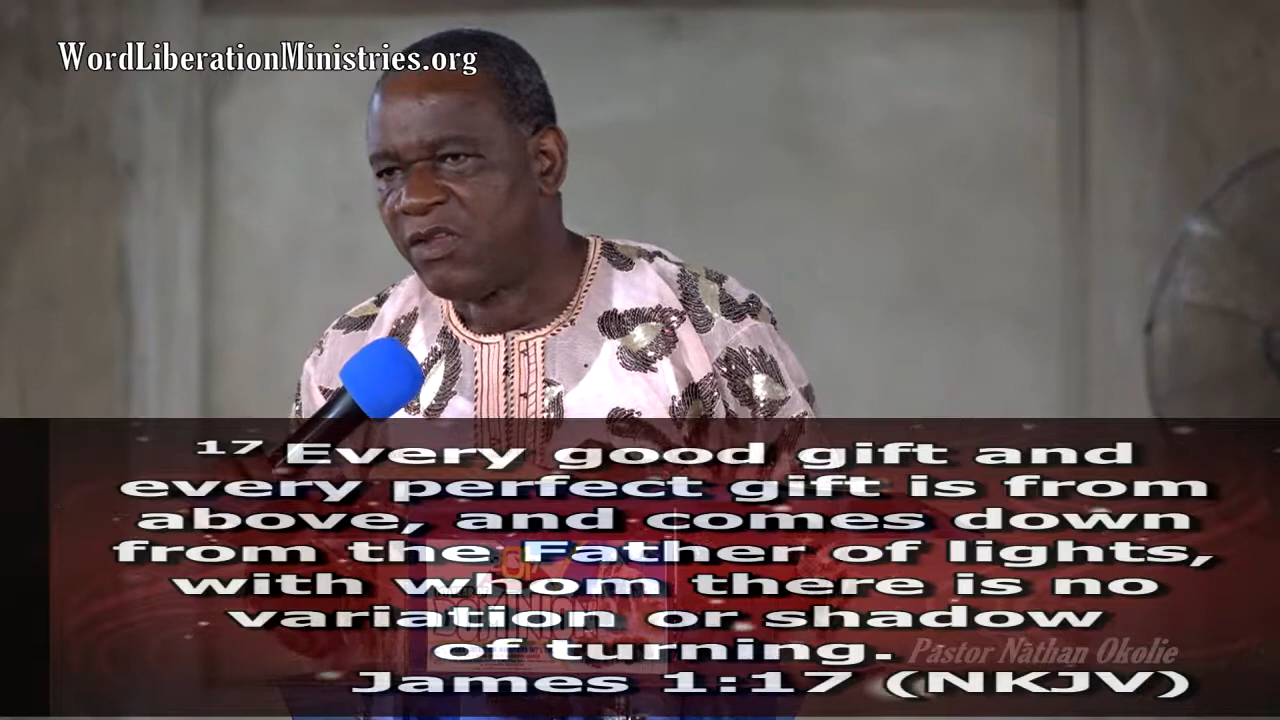 WordLiberationMinistries.org
17 Every good gift and
every perfect gift is from
above, and comes down
from the Father of lights,
with whom there is no
variation or shadow
of turning.
Pastor Nathan Okolie
James 1:17 (NKJV)
DOMINION